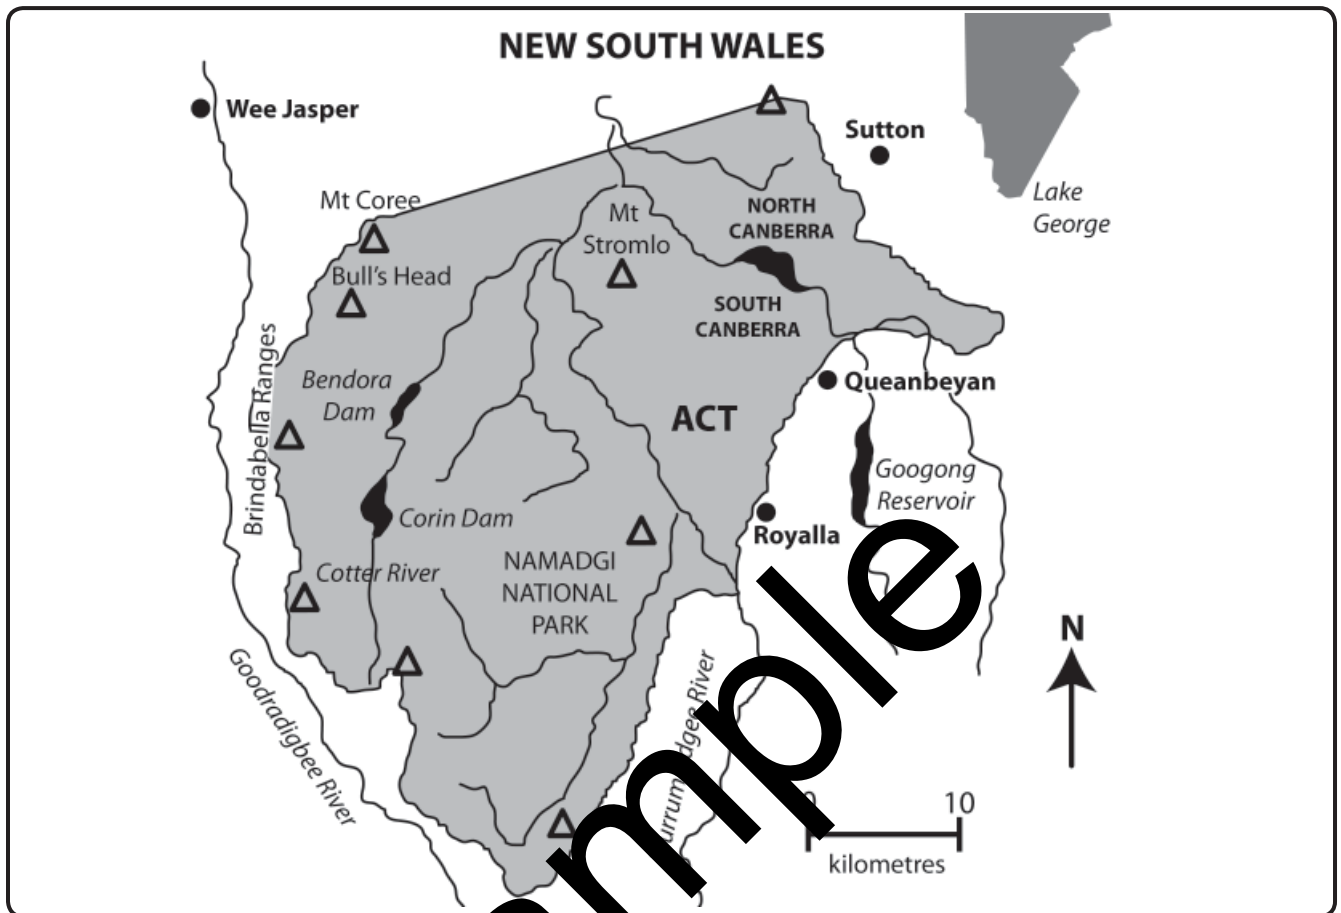 NEW SOUTH WALES
Wee Jasper
Sutton
Lake
George
Mt Coree
Mt
Stromlo
NORTH
CANBERRA
Bull's Head
SOUTH
CANBERRA
Brindabella Ranges
Bendora
Dam
Queanbeyan
ACT
Googong
Reservoir
Corin Dam
Royalla
NAMADGI
NATIONAL
PARK
Cotter River
N
Goodradigbee River
River
10
kilometres